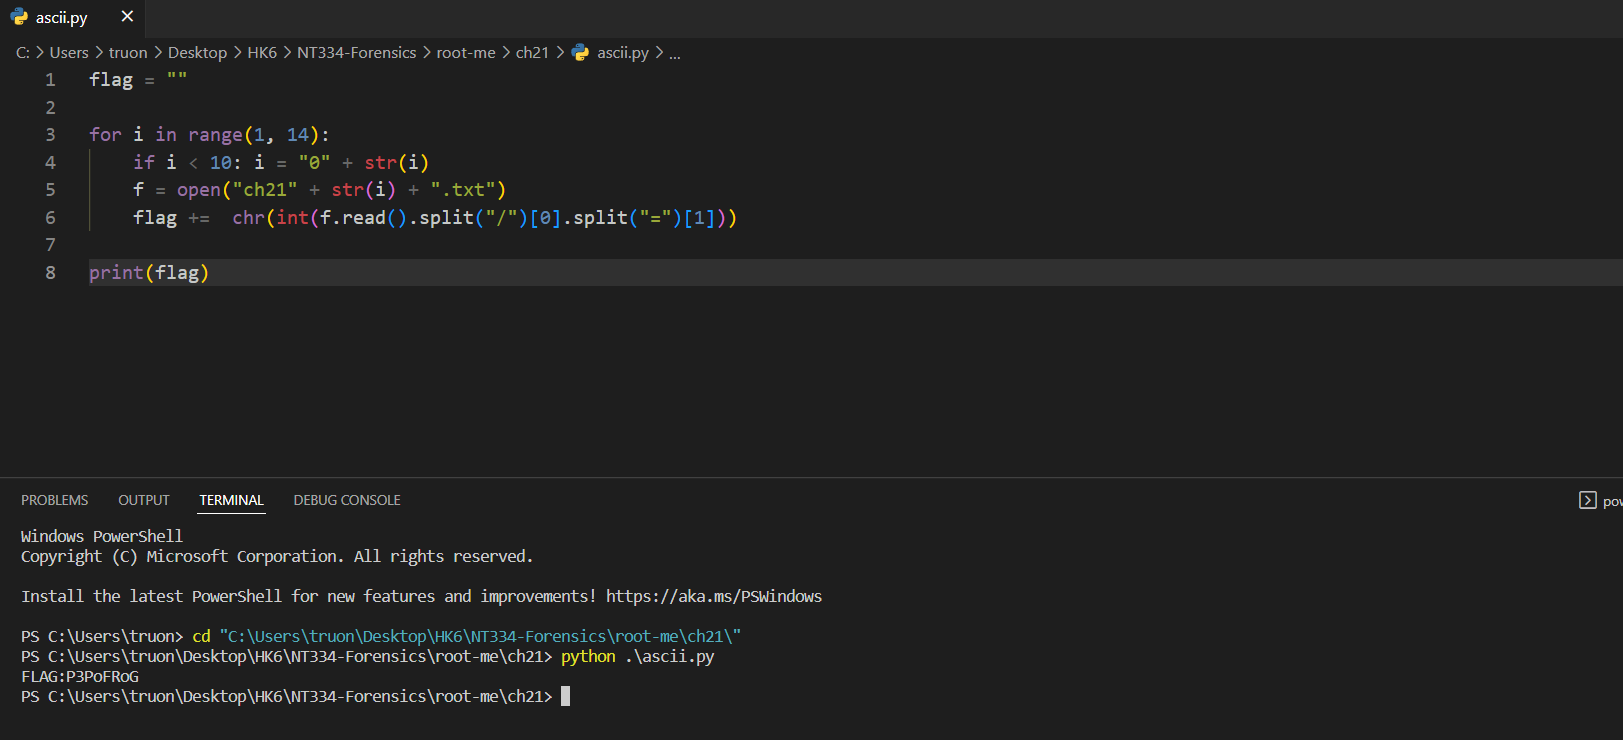 ascii.py ×
C: > Users > truon > Desktop > HK6 > NT334-Forensics > root-me > ch21 > ascii.py > ...
1 flag = ""
2
3 for i in range(1, 14):
4     if i < 10: i = "0" + str(i)
5     f = open("ch21" + str(i) + ".txt")
6     flag +=  chr(int(f.read().split("/")[0].split("=")[1]))
7
8 print(flag)
PROBLEMS OUTPUT TERMINAL DEBUG CONSOLE pow
Windows PowerShell
Copyright (C) Microsoft Corporation. All rights reserved.
Install the latest PowerShell for new features and improvements! https://aka.ms/PSWindows
PS C:\Users\truon> cd "C:\Users\truon\Desktop\HK6\NT334-Forensics\root-me\ch21\"
PS C:\Users\truon\Desktop\HK6\NT334-Forensics\root-me\ch21> python .\ascii.py
FLAG:P3PoFRoG
PS C:\Users\truon\Desktop\HK6\NT334-Forensics\root-me\ch21>